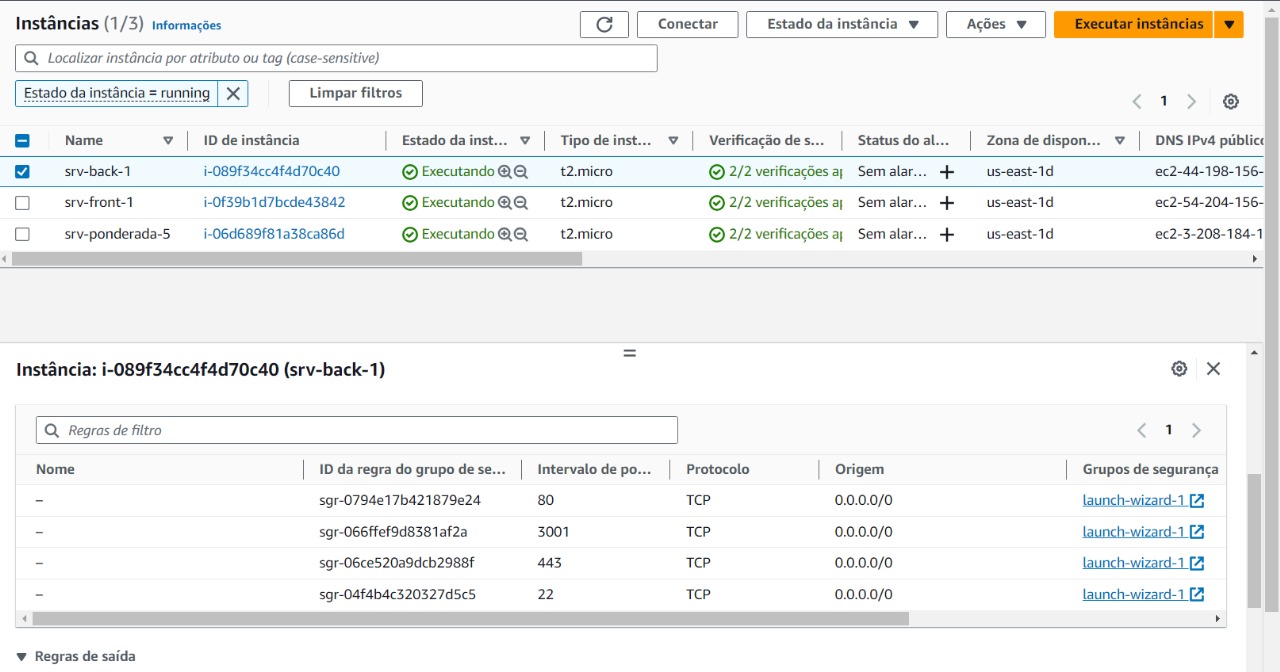 Instâncias (1/3) Informações
Conectar
Estado da instância
Ações
Executar instâncias
Localizar instância por atributo ou tag (case-sensitive)
Estado da instância = running
Limpar filtros
1
Name ID de instância Estado da inst... Tipo de inst... Verificação de s... Status do al... Zona de dispon... DNS IPv4 públic
srv-back-1 i-089f34cc4f4d70c40 Executando t2.micro 2/2 verificações ap Sem alar... + us-east-1d ec2-44-198-156-
srv-front-1 i-0f39b1d7bcde43842 Executando t2.micro 2/2 verificações ap Sem alar... + us-east-1d ec2-54-204-156-
srv-ponderada-5 i-06d689f81a38ca86d Executando t2.micro 2/2 verificações ap Sem alar... + us-east-1d ec2-3-208-184-1
Instância: i-089f34cc4f4d70c40 (srv-back-1)
Regras de filtro
1
Nome ID da regra do grupo de se... Intervalo de po... Protocolo Origem Grupos de segurança
– sgr-0794e17b421879e24 80 TCP 0.0.0.0/0 launch-wizard-1
– sgr-066ffef9d8381af2a 3001 TCP 0.0.0.0/0 launch-wizard-1
– sgr-06ce520a9dcb2988f 443 TCP 0.0.0.0/0 launch-wizard-1
– sgr-04f4b4c320327d5c5 22 TCP 0.0.0.0/0 launch-wizard-1
Regras de saída